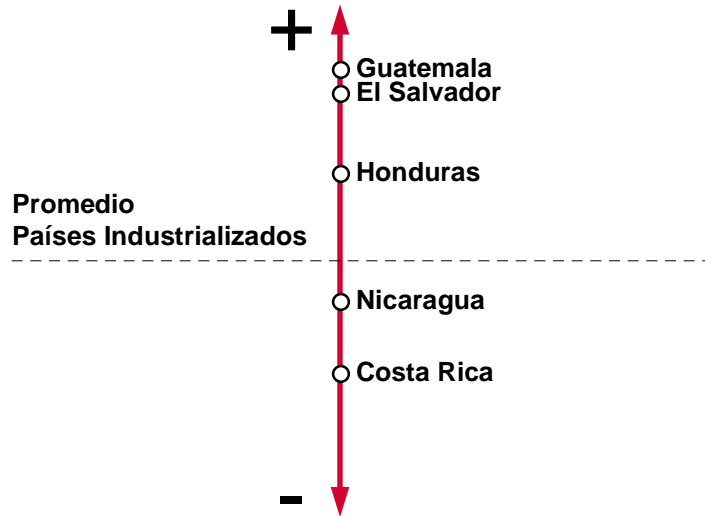 +
Guatemala
El Salvador
Honduras
Promedio
Países Industrializados
Nicaragua
Costa Rica
-